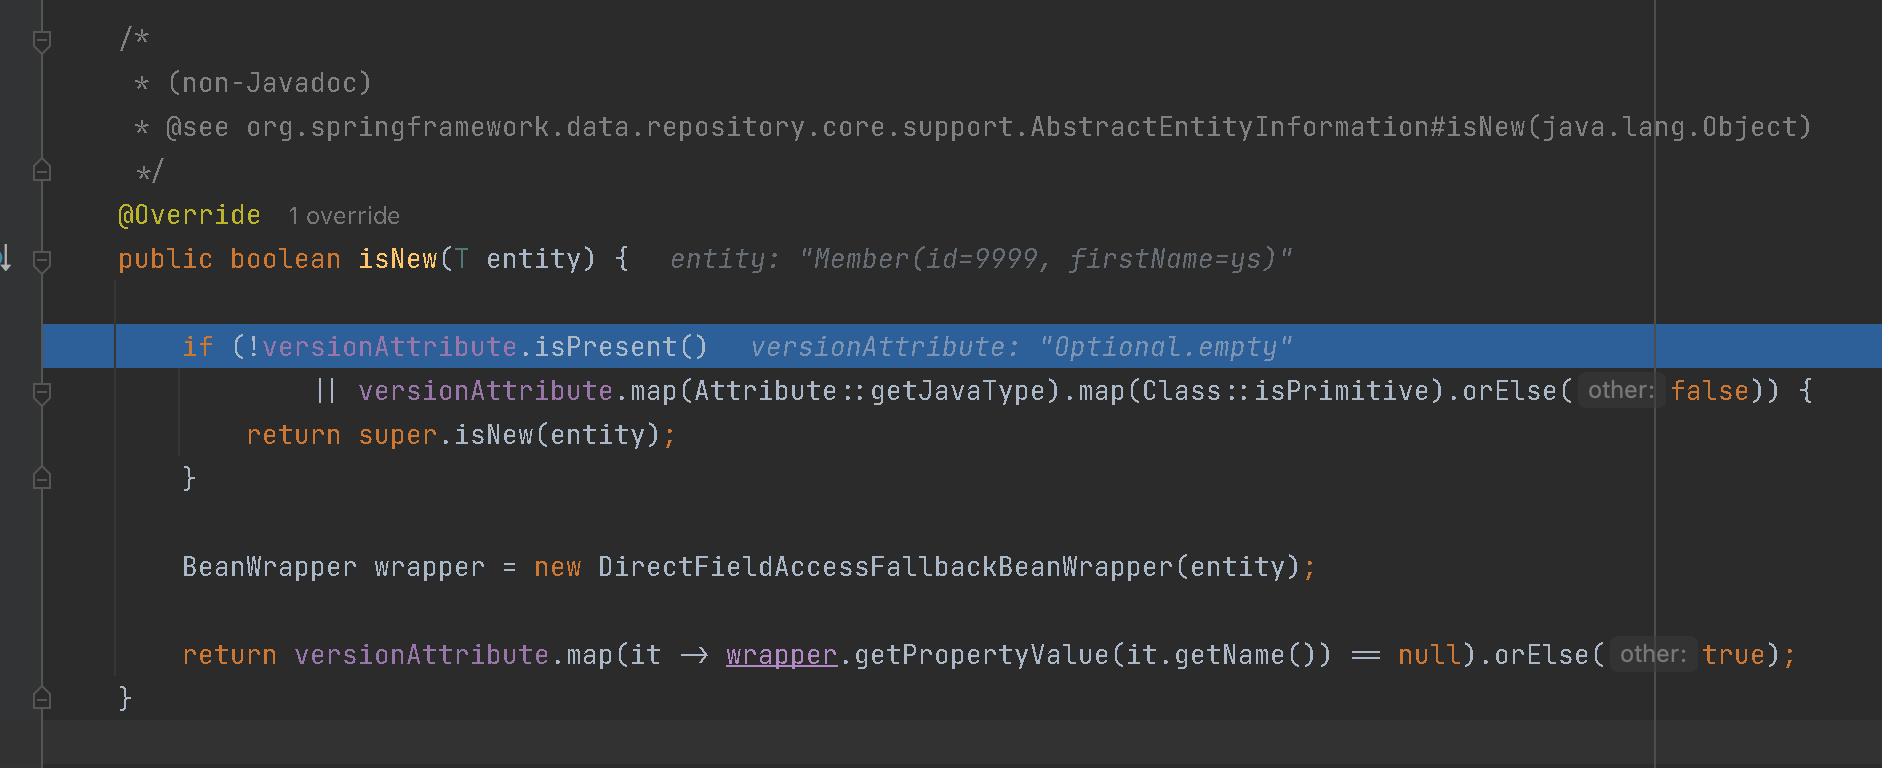 /*
* (non-Javadoc)
* @see org.springframework.data.repository.core.support.AbstractEntityInformation#isNew(java.lang.Object)
*/
@Override 1 override
public boolean isNew(T entity) { entity: "Member(id=9999, firstName=ys)"
if (!versionAttribute.isPresent() versionAttribute: "Optional.empty"
|| versionAttribute.map(Attribute::getJavaType).map(Class::isPrimitive).orElse( other: false)) {
return super.isNew(entity);
}
BeanWrapper wrapper = new DirectFieldAccessFallbackBeanWrapper(entity);
return versionAttribute.map(it -> wrapper.getPropertyValue(it.getName()) == null).orElse( other: true);
}